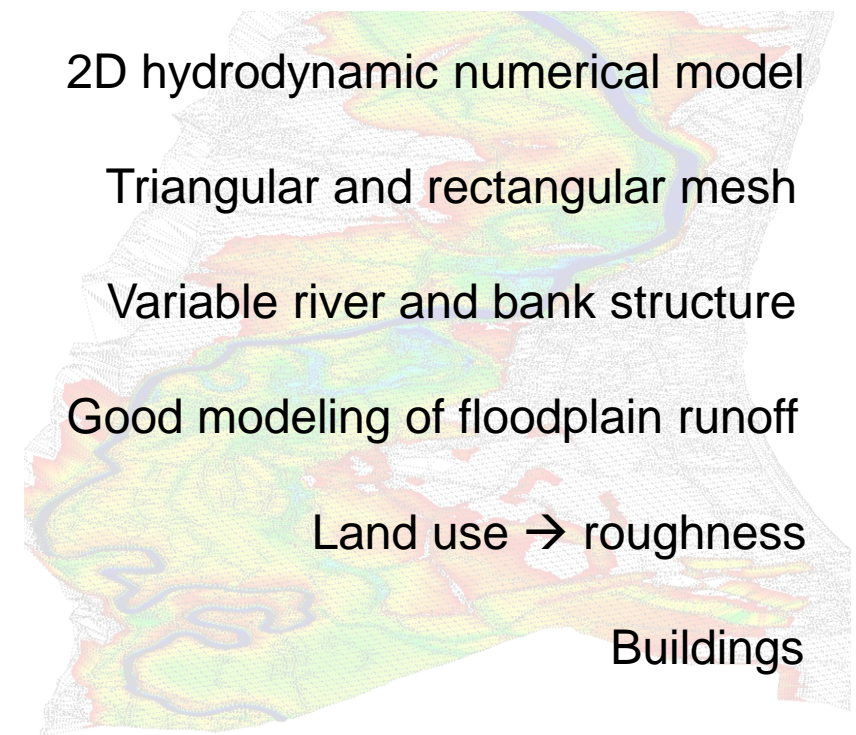 2D hydrodynamic numerical model
Triangular and rectangular mesh
Variable river and bank structure
Good modeling of floodplain runoff
Land use → roughness
Buildings